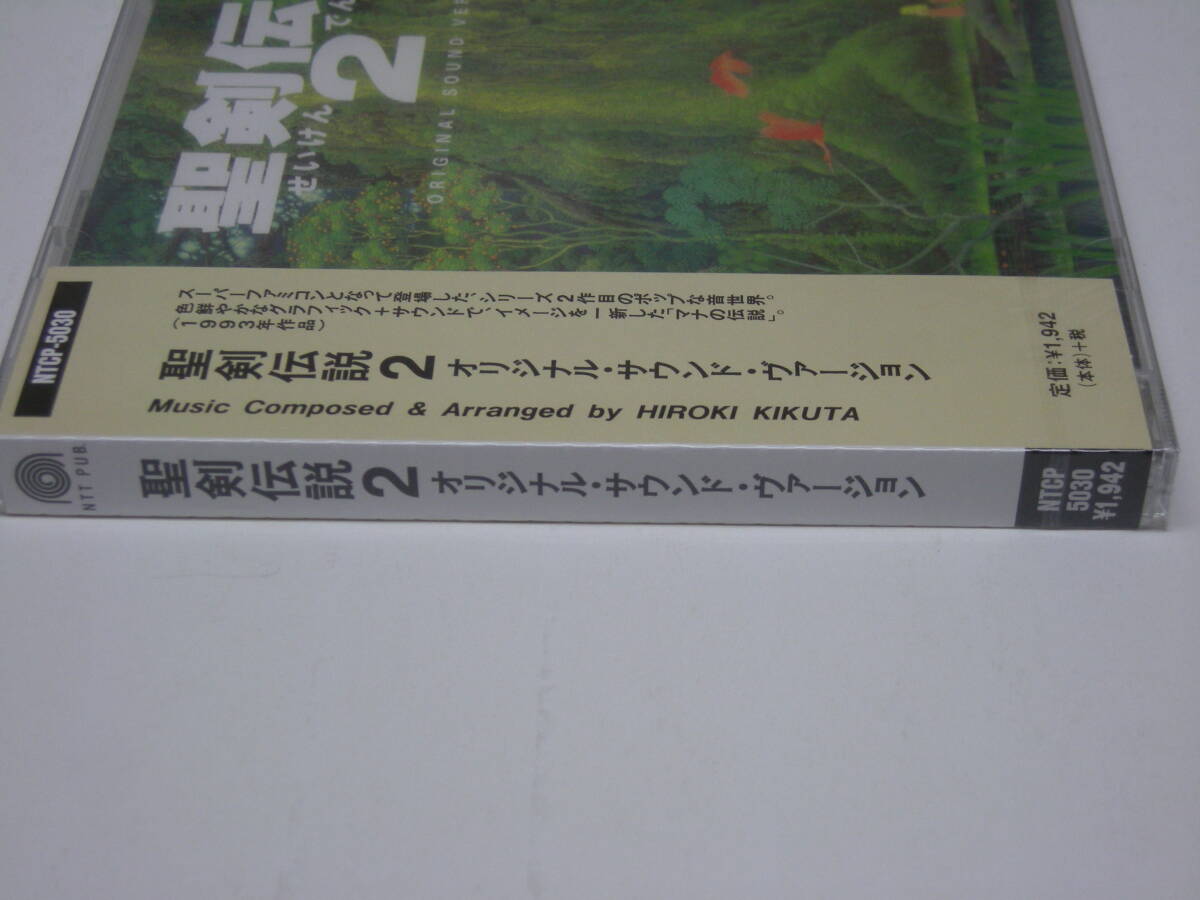 聖剣伝
せいけん
でん
2
ORIGINAL SOUND VER
NTCP-5030
スーパーファミコンとなって登場した、シリーズ2作目のポップな音世界。
色鮮やかなグラフィック+サウンドで、イメージを一新した「マナの伝説」。
(1993年作品)
聖剣伝説2 オリジナル・サウンド・ヴァージョン
Music Composed & Arranged by HIROKI KIKUTA
定価:¥1,942
(本体)+税
NTT PUB.
聖剣伝説2 オリジナル・サウンド・ヴァージョン
NTCP
5030
¥1,942